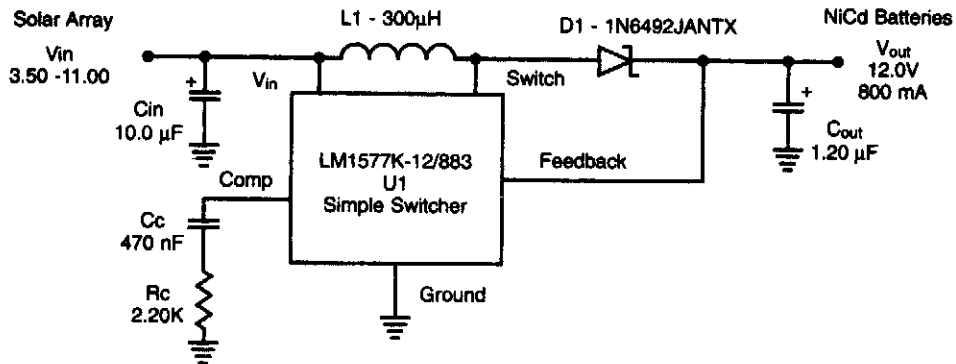 Solar Array
Vin
3.50 -11.00
L1 - 300µH
D1 - 1N6492JANTX
NiCd Batteries
Vout
12.0V
800 mA
+
Cin
10.0 µF
Vin
Switch
+
Cout
1.20 µF
LM1577K-12/883
U1
Simple Switcher
Feedback
Comp
Cc
470 nF
Rc
2.20K
Ground